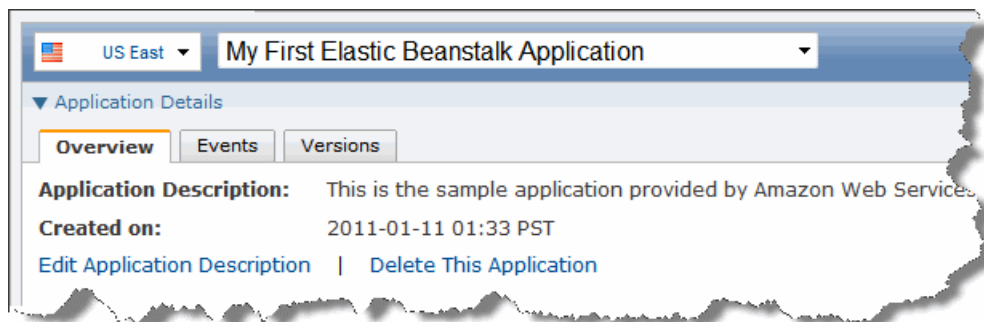 US East My First Elastic Beanstalk Application
Application Details
Overview Events Versions
Application Description: This is the sample application provided by Amazon Web Services
Created on: 2011-01-11 01:33 PST
Edit Application Description | Delete This Application